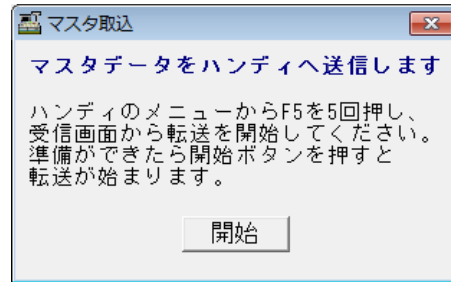 マスタ取込
マスタデータをハンディへ送信します
ハンディのメニューからF5を5回押し、
受信画面から転送を開始してください。
準備ができたら開始ボタンを押すと
転送が始まります。
開始